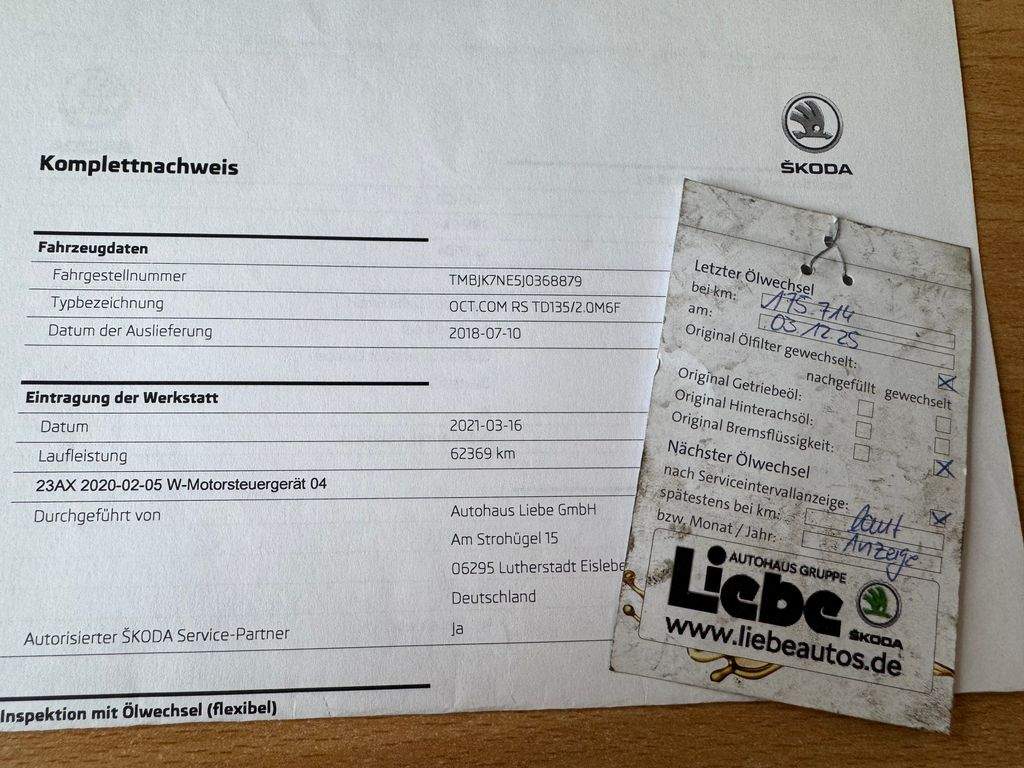 ŠKODA
Komplettnachweis
Fahrzeugdaten
Fahrgestellnummer TMBJK7NE5J0368879
Typbezeichnung OCT.COM RS TD135/2.0M6F
Datum der Auslieferung 2018-07-10
Eintragung der Werkstatt
Datum 2021-03-16
Laufleistung 62369 km
23AX 2020-02-05 W-Motorsteuergerät 04
Durchgeführt von Autohaus Liebe GmbH
Am Strohügel 15
06295 Lutherstadt Eislebe
Deutschland
Autorisierter ŠKODA Service-Partner Ja
Inspektion mit Ölwechsel (flexibel)
Letzter Ölwechsel
bei km: 175.714
am: 03.12.25
Original Ölfilter gewechselt:
nachgefüllt gewechselt
Original Getriebeöl:
Original Hinterachsöl:
Original Bremsflüssigkeit:
Nächster Ölwechsel
nach Serviceintervallanzeige:
spätestens bei km: laut
bzw. Monat / Jahr: Anzeige
AUTOHAUS GRUPPE
Liebe
ŠKODA
www.liebeautos.de